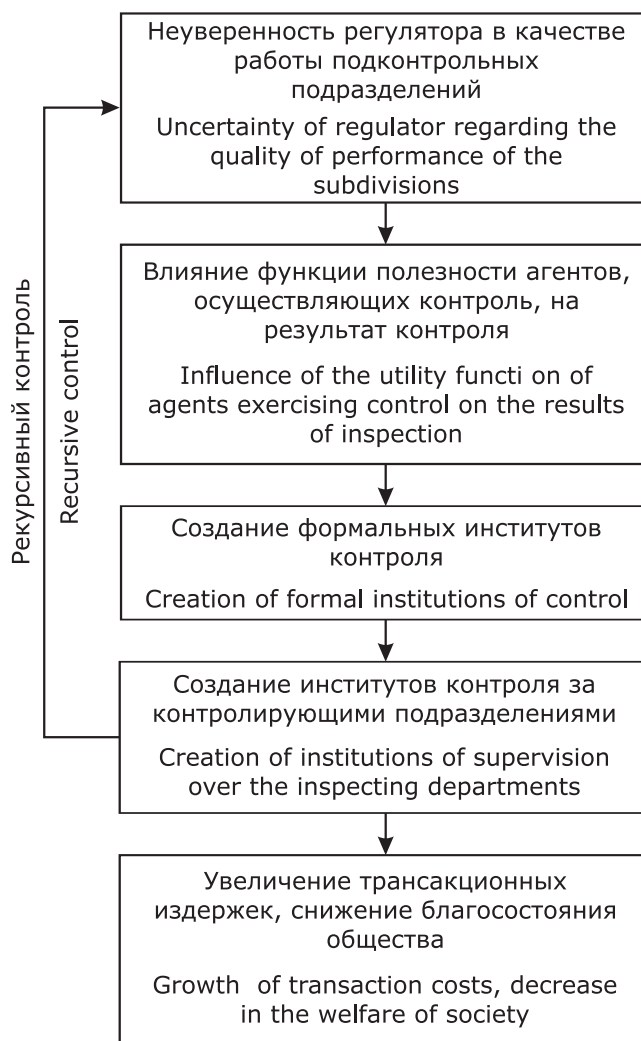 Неуверенность регулятора в качестве
работы подконтрольных
подразделений
Uncertainty of regulator regarding the
quality of performance of the
subdivisions
Влияние функции полезности агентов,
осуществляющих контроль, на
результат контроля
Influence of the utility functi on of
agents exercising control on the results
of inspection
Создание формальных институтов
контроля
Creation of formal institutions of control
Создание институтов контроля за
контролирующими подразделениями
Creation of institutions of supervision
over the inspecting departments
Увеличение трансакционных
издержек, снижение благосостояния
общества
Growth  of transaction costs, decrease
in the welfare of society
Рекурсивный контроль
Recursive control